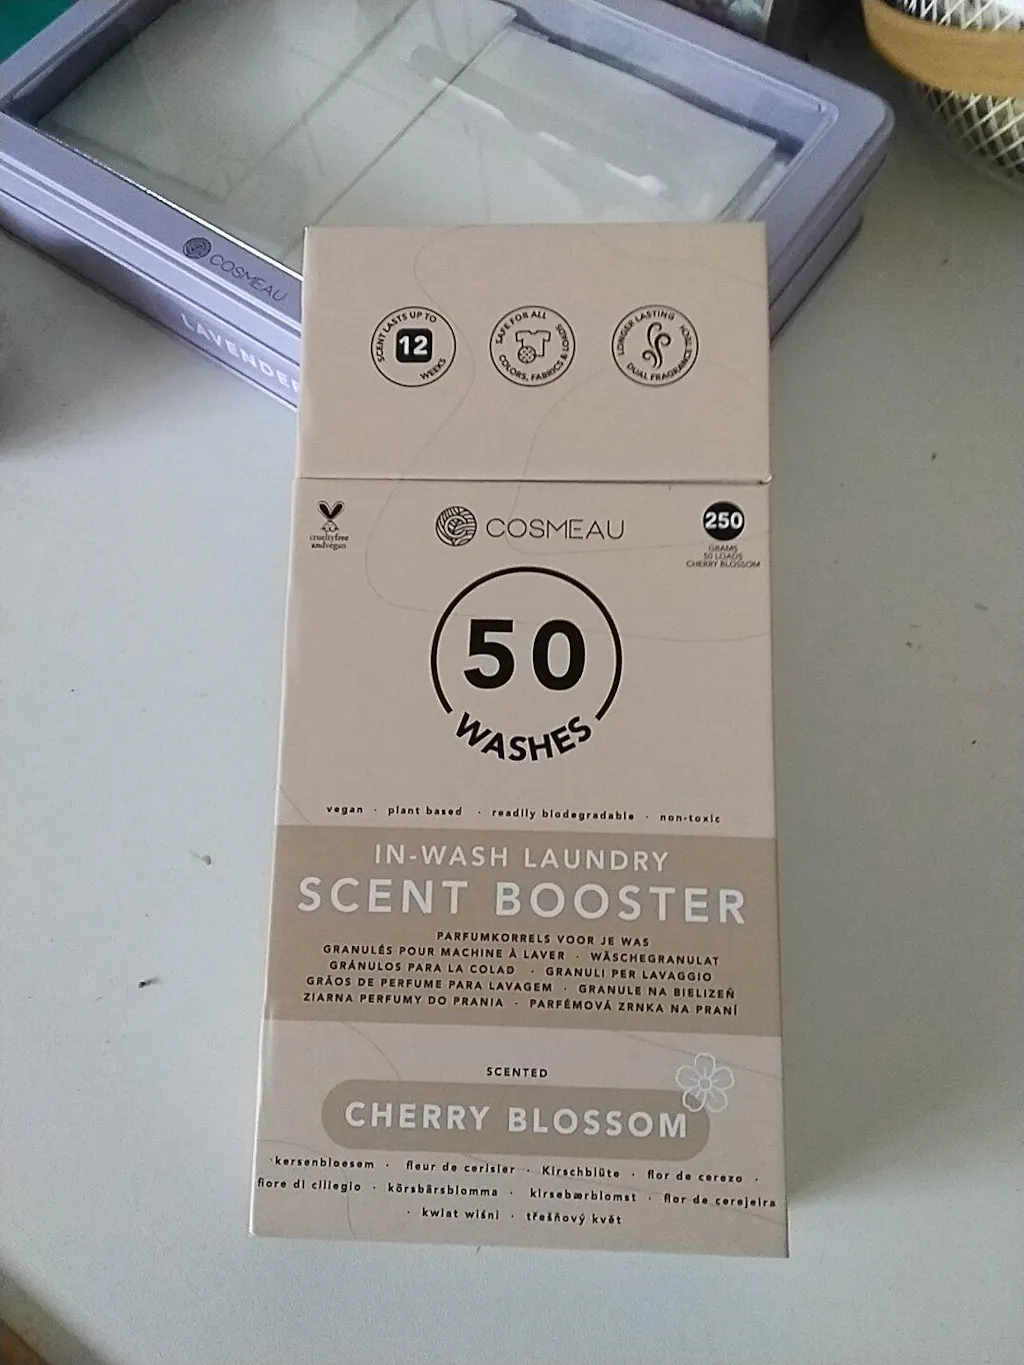 COSMEAU
LAVENDER
SCENT LASTS UP TO
12
WEEKS
SAFE FOR ALL
COLORS, FABRICS & LOADS
LONGER LASTING
DUAL FRAGRANCE TECH
crueltyfree
andvegan
COSMEAU
250
GRAMS
50 LOADS
CHERRY BLOSSOM
50
WASHES
vegan · plant based · readily biodegradable · non-toxic
IN-WASH LAUNDRY
SCENT BOOSTER
PARFUMKORRELS VOOR JE WAS
GRANULÉS POUR MACHINE À LAVER · WÄSCHEGRANULAT
GRÁNULOS PARA LA COLAD · GRANULI PER LAVAGGIO
GRÃOS DE PERFUME PARA LAVAGEM · GRANULE NA BIELIZEŇ
ZIARNA PERFUMY DO PRANIA · PARFÉMOVÁ ZRNKA NA PRANÍ
SCENTED
CHERRY BLOSSOM
kersenbloesem · fleur de cerisier · Kirschblüte · flor de cerezo ·
fiore di ciliegio · körsbärsblomma · kirsebærblomst · flor de cerejeira
· kwiat wiśni · třešňový květ